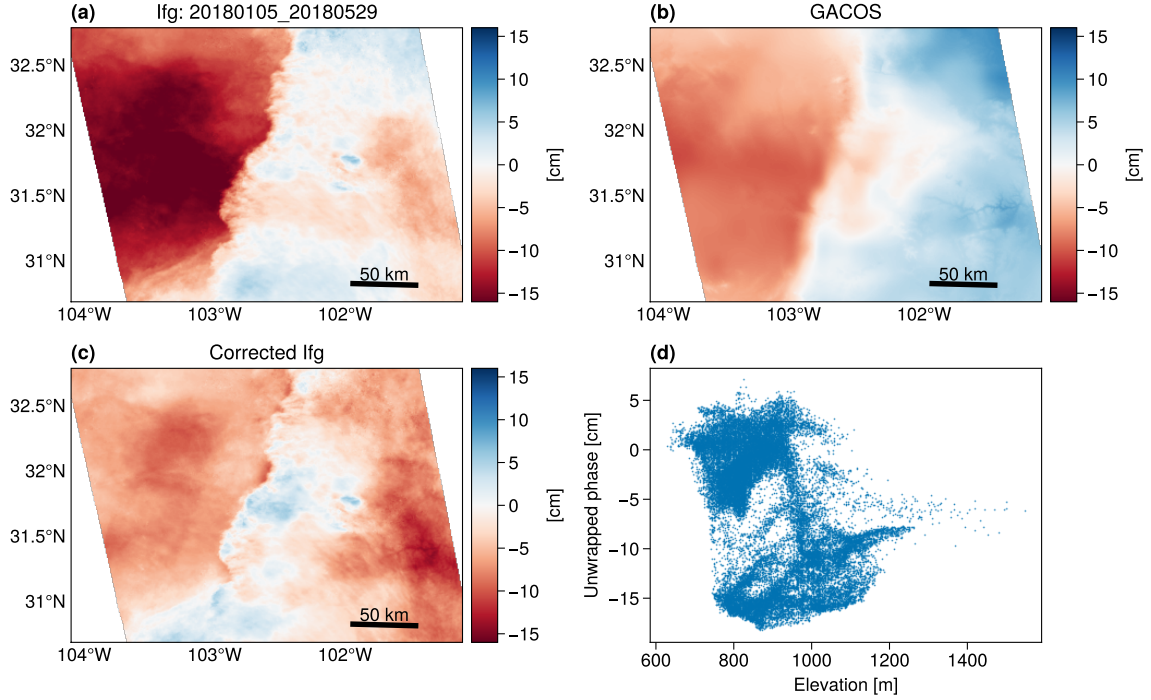 (a) Ifg: 20180105_20180529
32.5°N
32°N
31.5°N
31°N
104°W 103°W 102°W
50 km
15
10
5
0
−5
−10
−15
[cm]
(b) GACOS
32.5°N
32°N
31.5°N
31°N
104°W 103°W 102°W
50 km
15
10
5
0
−5
−10
−15
[cm]
(c) Corrected Ifg
32.5°N
32°N
31.5°N
31°N
104°W 103°W 102°W
50 km
15
10
5
0
−5
−10
−15
[cm]
(d)
Unwrapped phase [cm]
5
0
−5
−10
−15
600 800 1000 1200 1400
Elevation [m]